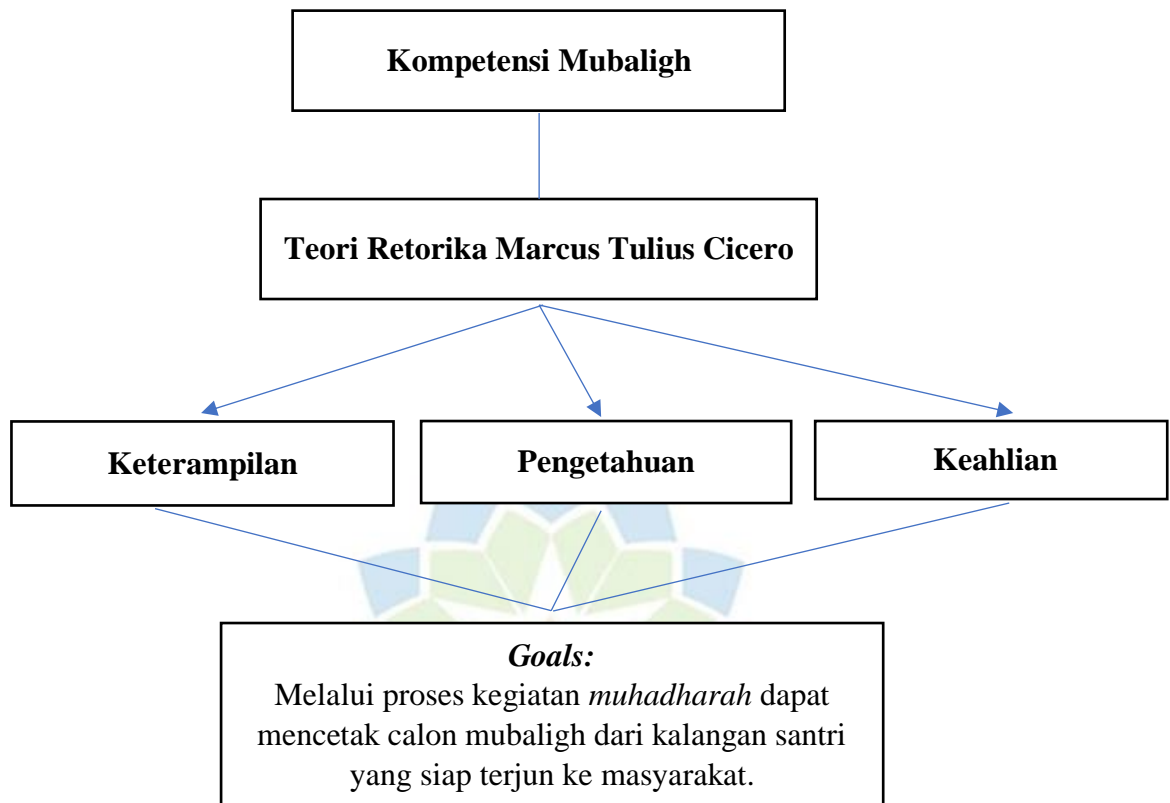 Kompetensi Mubaligh
Teori Retorika Marcus Tulius Cicero
Keterampilan
Pengetahuan
Keahlian
Goals:
Melalui proses kegiatan muhadharah dapat
mencetak calon mubaligh dari kalangan santri
yang siap terjun ke masyarakat.